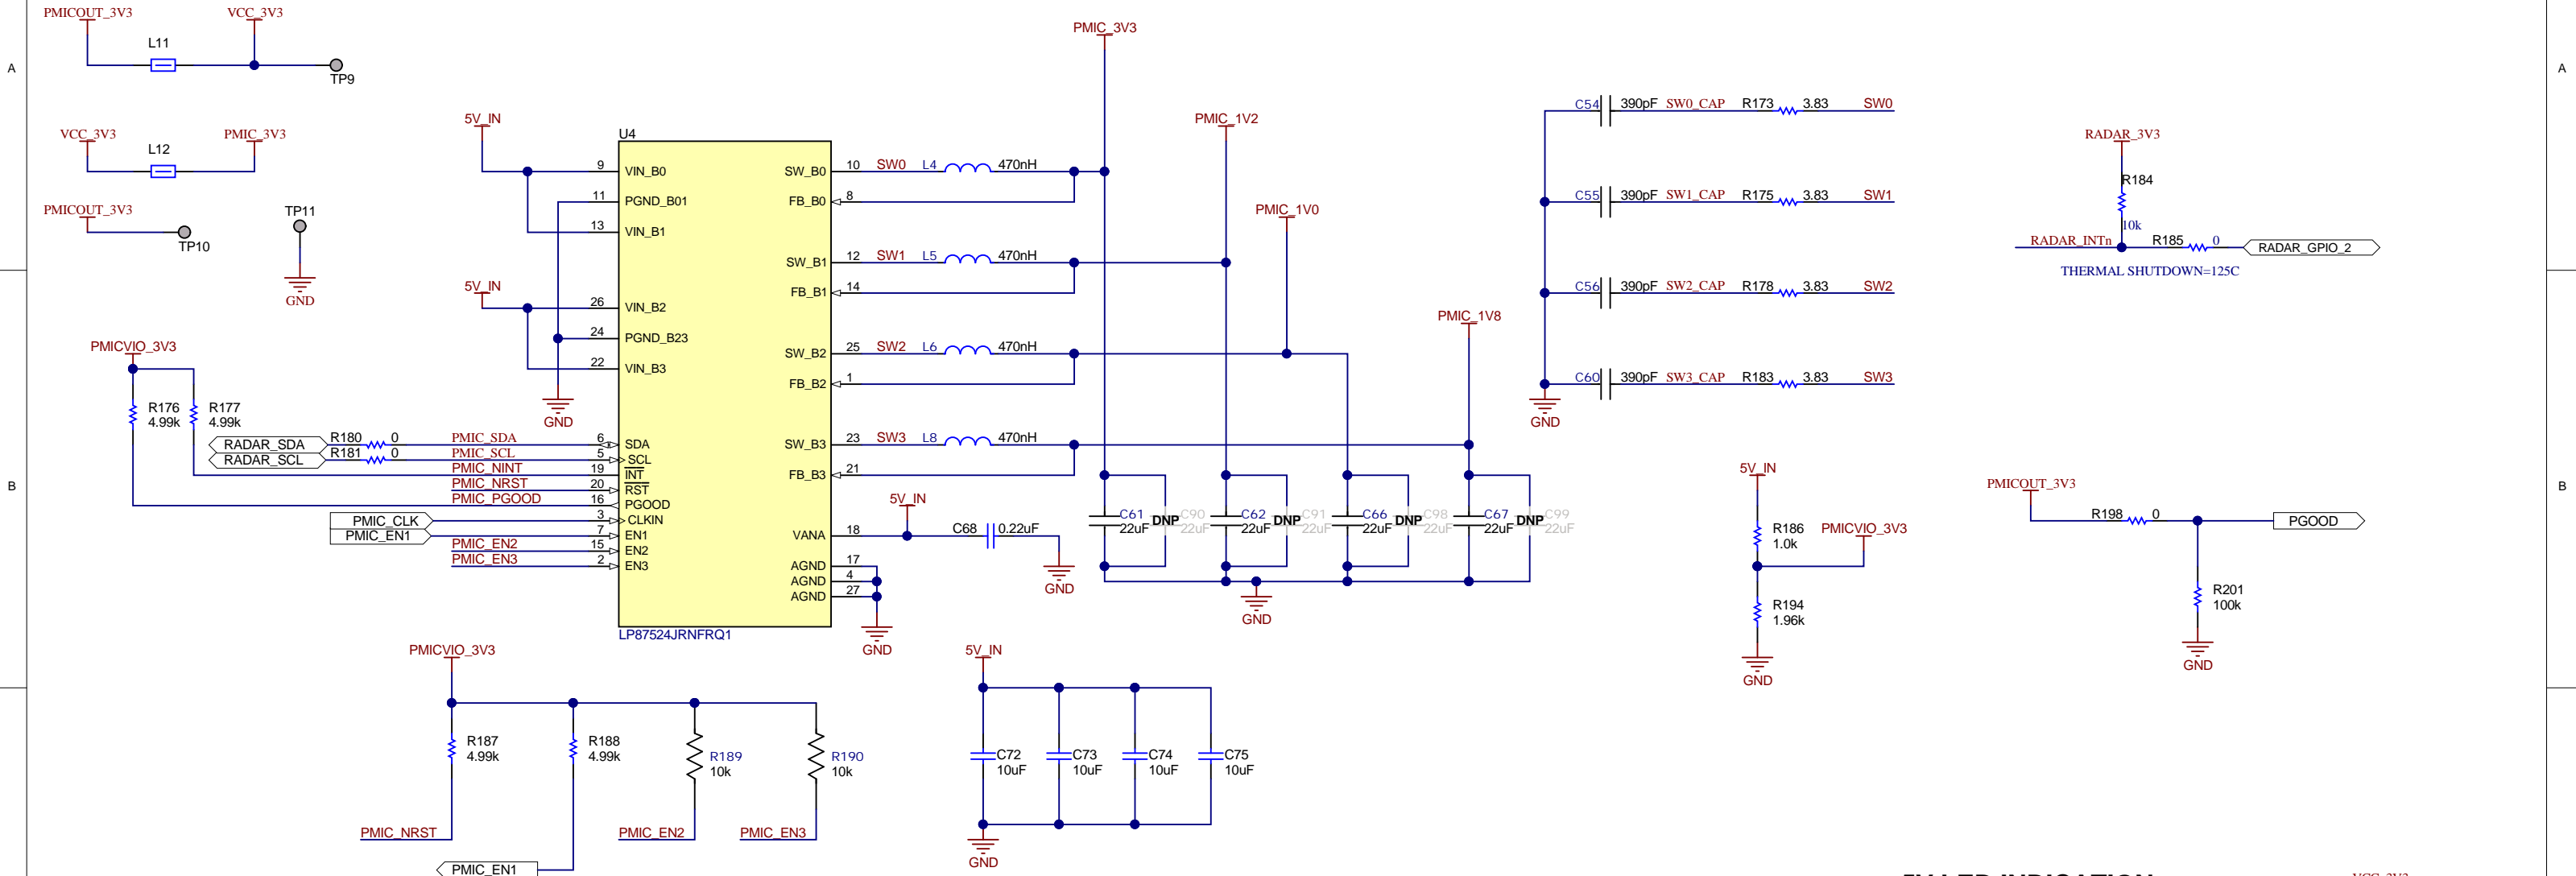 PMICOUT_3V3
VCC_3V3
L11
TP9
A
A
VCC_3V3
PMIC_3V3
L12
PMICOUT_3V3
TP10
TP11
GND
PMIC_3V3
PMIC_1V2
PMIC_1V0
PMIC_1V8
5V_IN
5V_IN
U4
9 VIN_B0
11 PGND_B01
13 VIN_B1
26 VIN_B2
24 PGND_B23
22 VIN_B3
GND
6 SDA
5 SCL
19 INT
20 RST
16 PGOOD
3 CLKIN
7 EN1
15 EN2
2 EN3
SW_B0 10 SW0 L4 470nH
FB_B0 8
SW_B1 12 SW1 L5 470nH
FB_B1 14
SW_B2 25 SW2 L6 470nH
FB_B2 1
SW_B3 23 SW3 L8 470nH
FB_B3 21
VANA 18
AGND 17
AGND 4
AGND 27
LP87524JRNFRQ1
GND
5V_IN
C68 0.22uF
GND
PMICVIO_3V3
R176
4.99k
R177
4.99k
RADAR_SDA R180 0 PMIC_SDA
RADAR_SCL R181 0 PMIC_SCL
PMIC_NINT
PMIC_NRST
PMIC_PGOOD
PMIC_CLK
PMIC_EN1
PMIC_EN2
PMIC_EN3
B
B
C61
22uF
DNP
C90
22uF
C62
22uF
DNP
C91
22uF
C66
22uF
DNP
C98
22uF
C67
22uF
DNP
C99
22uF
GND
C54 390pF SW0_CAP R173 3.83 SW0
C55 390pF SW1_CAP R175 3.83 SW1
C56 390pF SW2_CAP R178 3.83 SW2
C60 390pF SW3_CAP R183 3.83 SW3
GND
RADAR_3V3
R184
10k
RADAR_INTn R185 0 RADAR_GPIO_2
THERMAL SHUTDOWN=125C
5V_IN
R186
1.0k
PMICVIO_3V3
R194
1.96k
GND
PMICOUT_3V3
R198 0 PGOOD
R201
100k
GND
PMICVIO_3V3
R187
4.99k
R188
4.99k
R189
10k
R190
10k
PMIC_NRST
PMIC_EN2
PMIC_EN3
PMIC_EN1
5V_IN
C72
10uF
C73
10uF
C74
10uF
C75
10uF
GND
5V LED INDICATION
VCC_3V3